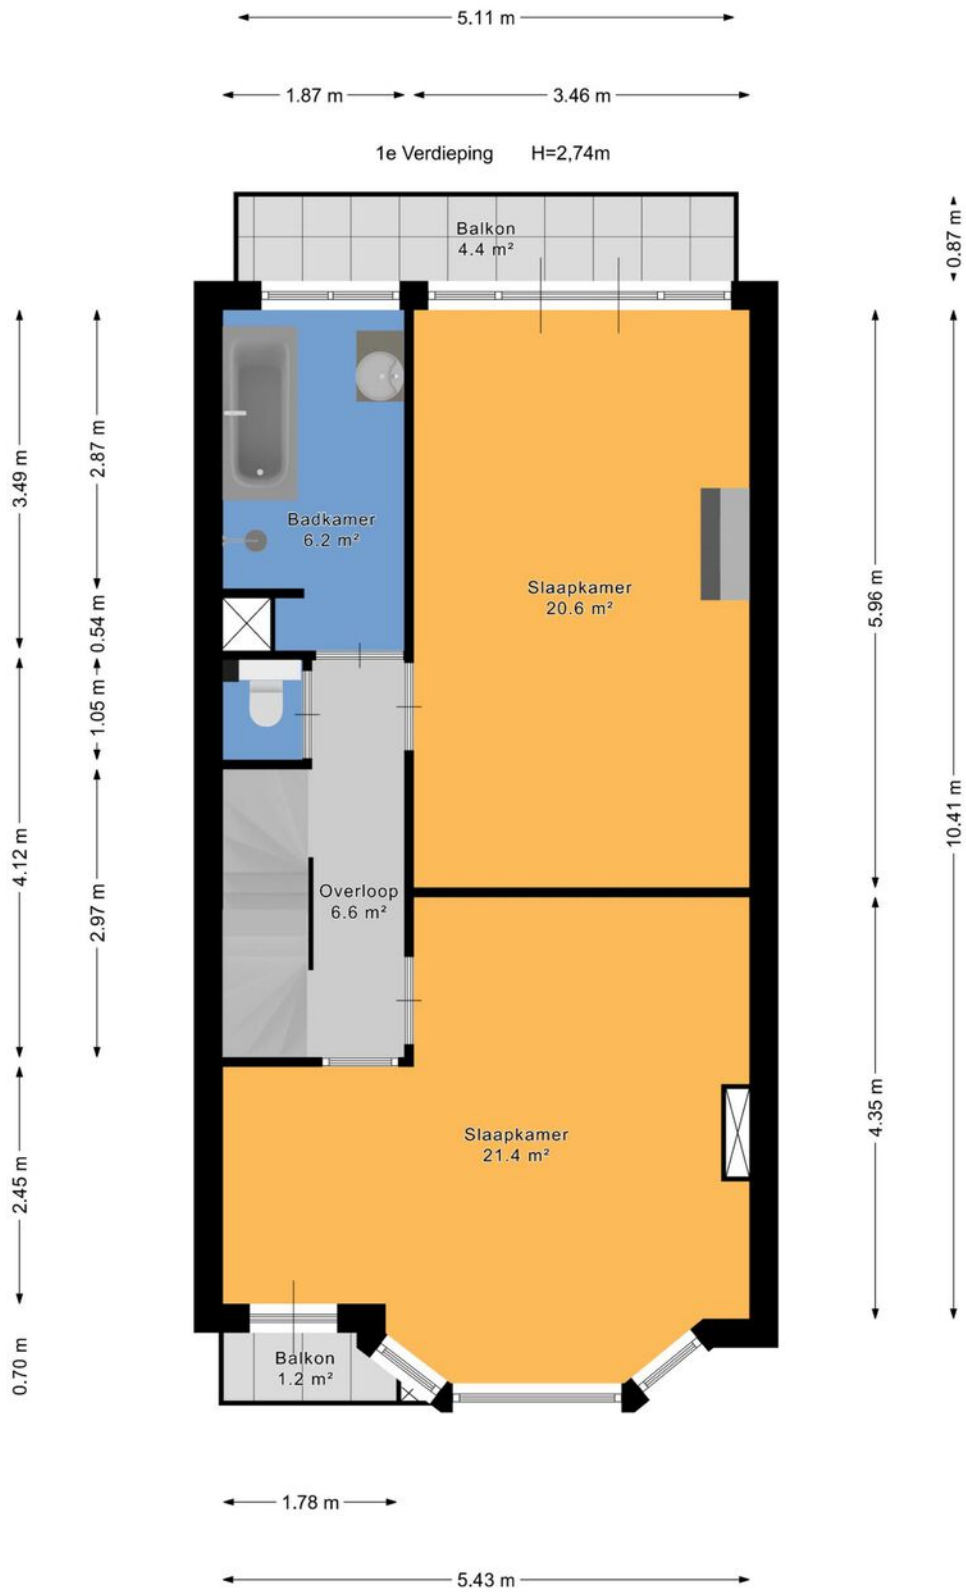 5.11 m
1.87 m
3.46 m
1e Verdieping H=2,74m
0.87 m
Balkon
4.4 m²
3.49 m
2.87 m
Badkamer
6.2 m²
Slaapkamer
20.6 m²
5.96 m
0.54 m
1.05 m
10.41 m
4.12 m
2.97 m
Overloop
6.6 m²
4.35 m
Slaapkamer
21.4 m²
2.45 m
0.70 m
Balkon
1.2 m²
1.78 m
5.43 m